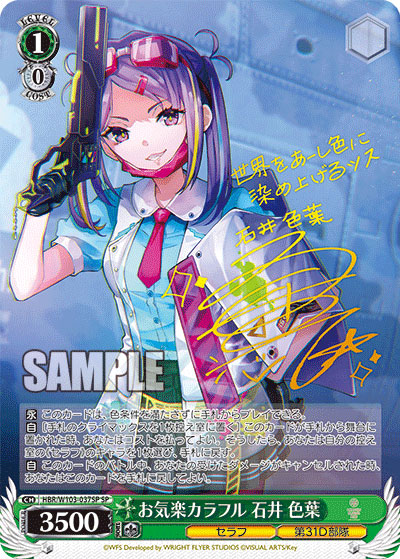 LEVEL
1
0
COST
世界をあーし色に
染め上げるッス
石井 色葉
SAMPLE
永 このカードは、色条件を満たさずに手札からプレイできる。
自 [手札のクライマックスを1枚控え室に置く] このカードが手札から舞台に
置かれた時、あなたはコストを払ってよい。そうしたら、あなたは自分の控え
室の《セラフ》のキャラを1枚選び、手札に戻す。
自 このカードのバトル中、あなたの受けたダメージがキャンセルされた時、
あなたはこのカードを手札に戻してよい。
HBR/W103-037SP SP
お気楽カラフル 石井 色葉
3500
セラフ
第31D部隊
©WFS Developed by WRIGHT FLYER STUDIOS ©VISUAL ARTS/Key